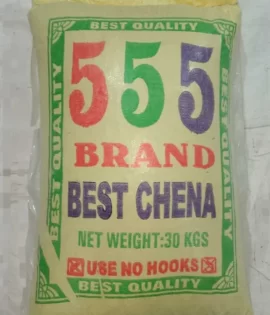 BEST QUALITY
BEST QUALITY
BEST QUALITY
555
BRAND
BEST CHENA
NET WEIGHT:30 KGS
USE NO HOOKS
BEST QUALITY